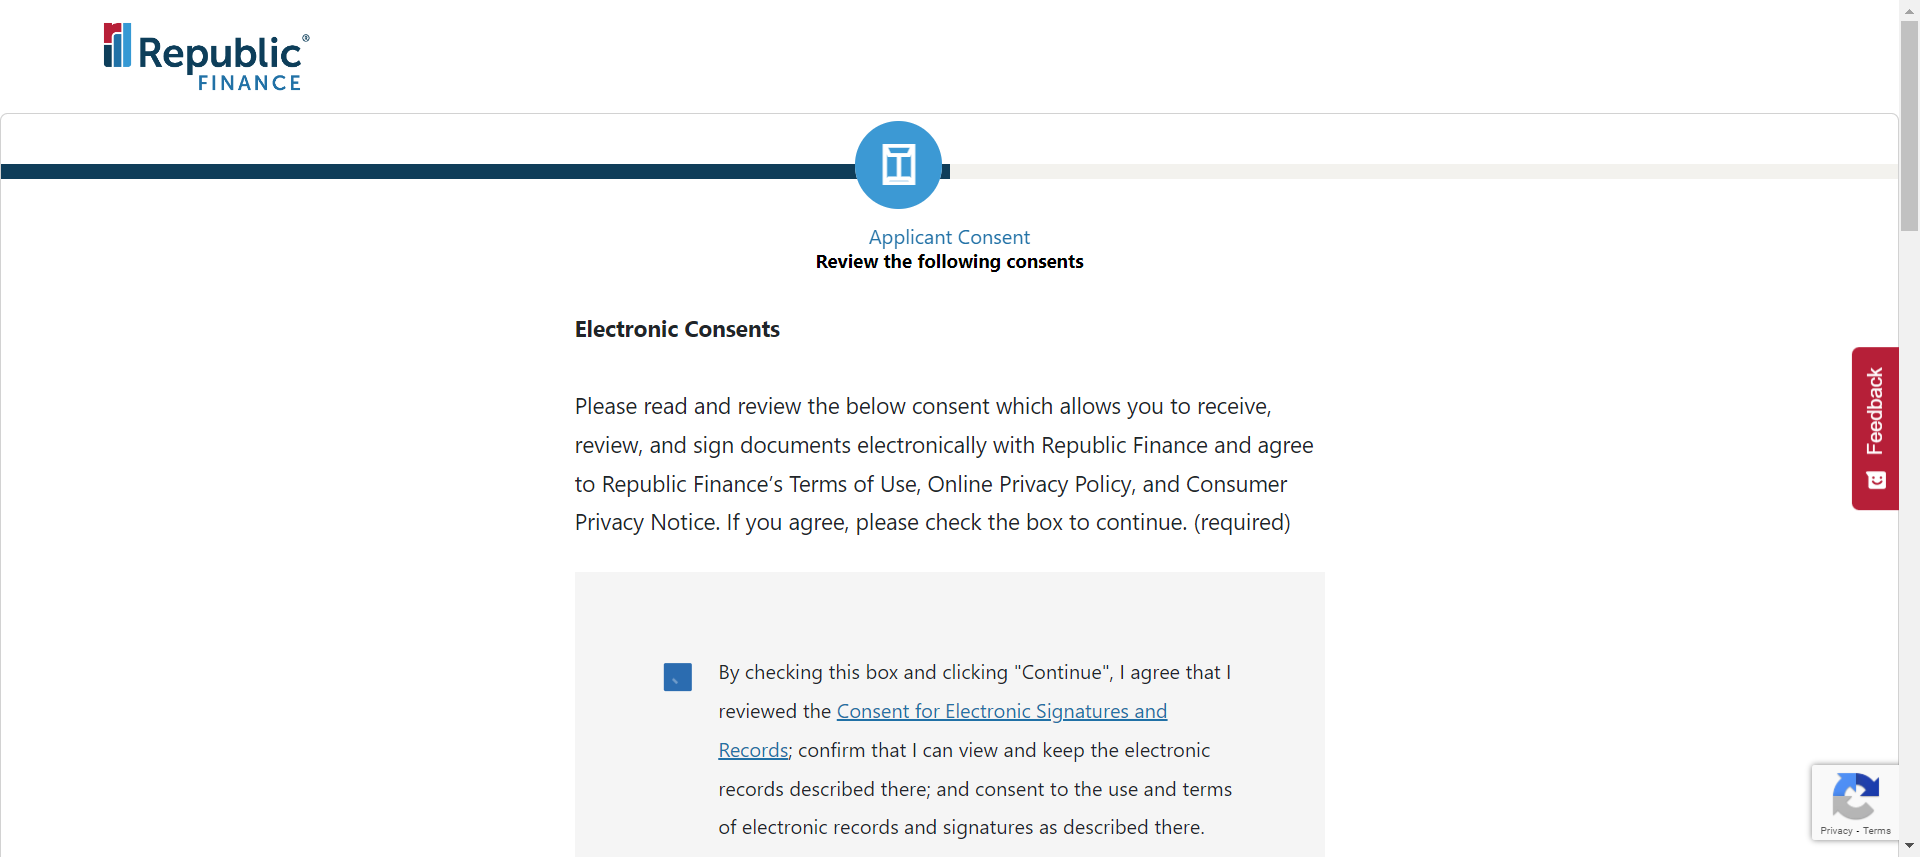 Republic®
FINANCE
Applicant Consent
Review the following consents
Electronic Consents
Please read and review the below consent which allows you to receive,
review, and sign documents electronically with Republic Finance and agree
to Republic Finance’s Terms of Use, Online Privacy Policy, and Consumer
Privacy Notice. If you agree, please check the box to continue. (required)
By checking this box and clicking "Continue", I agree that I
reviewed the Consent for Electronic Signatures and
Records; confirm that I can view and keep the electronic
records described there; and consent to the use and terms
of electronic records and signatures as described there.
Feedback
Privacy - Terms